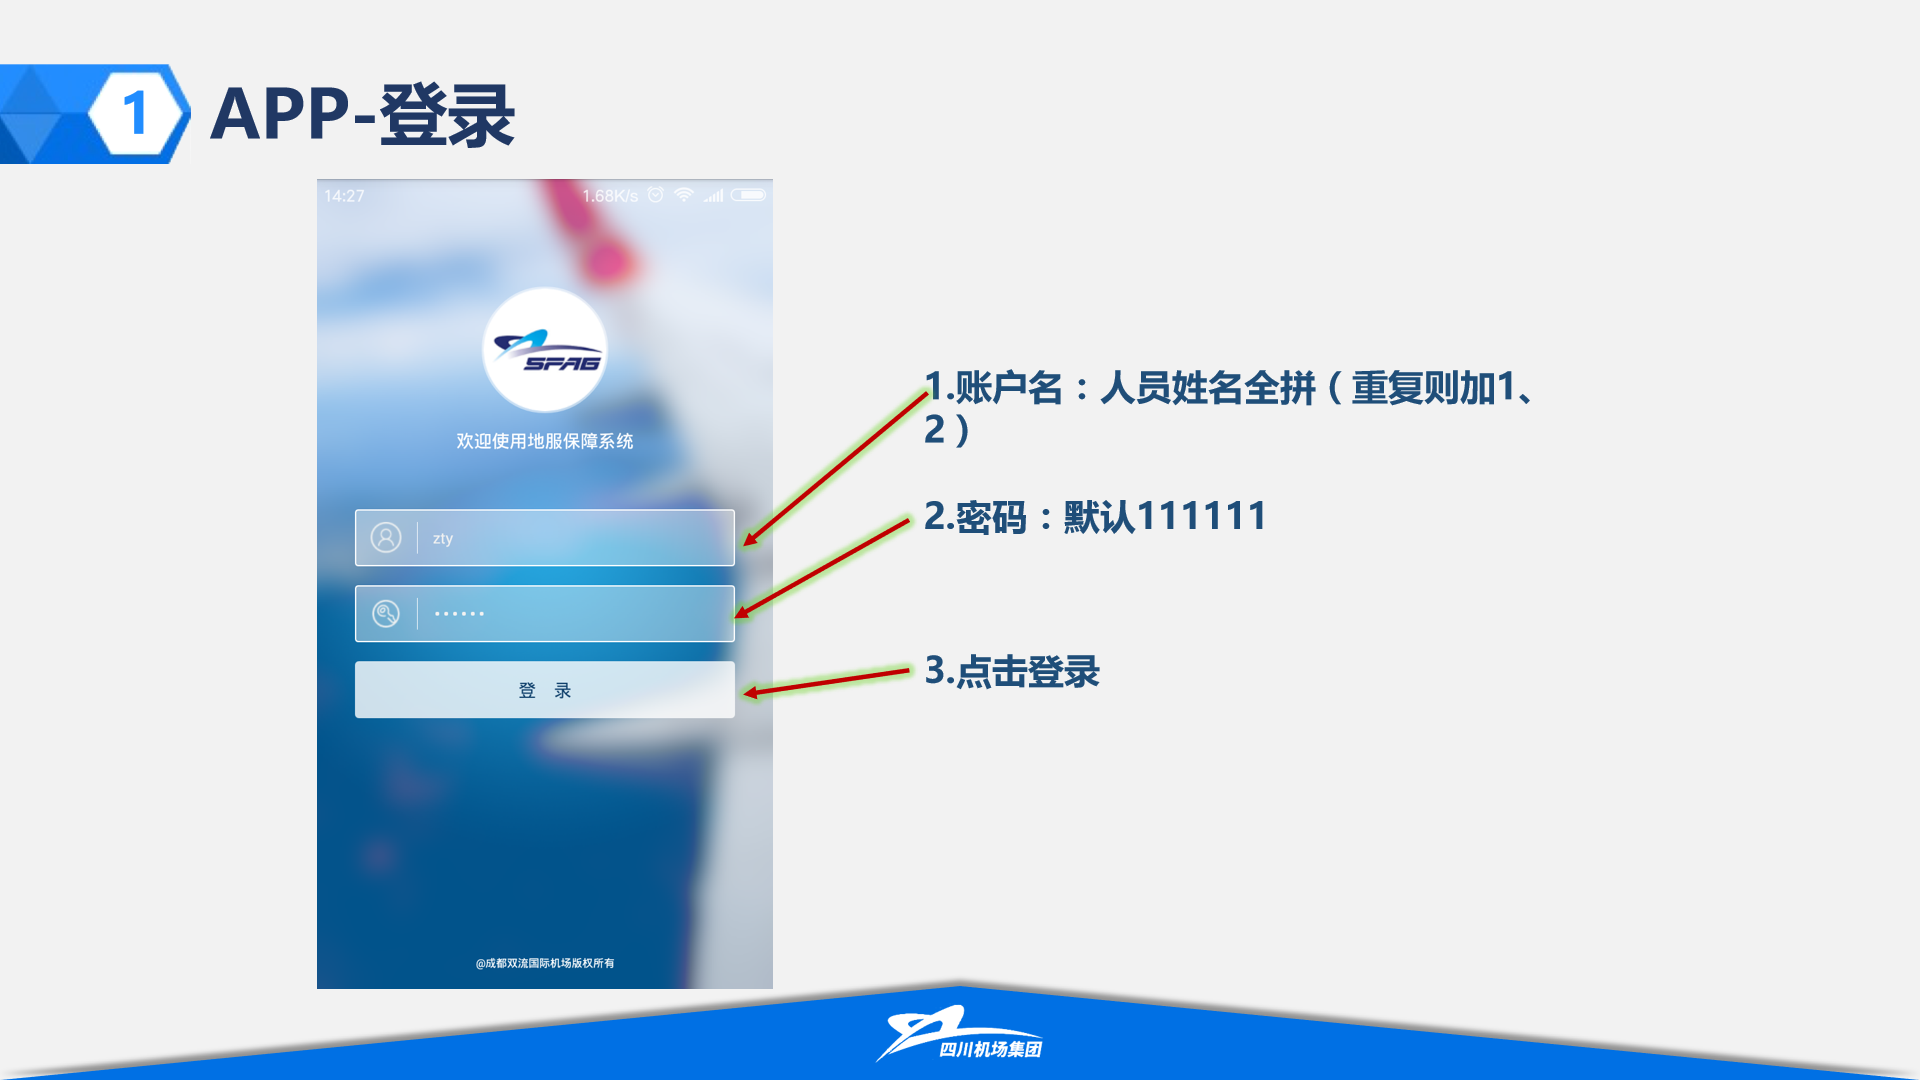 1
APP-登录
14:27
1.68K/s
SPAG
欢迎使用地服保障系统
zty
••••••
登 录
@成都双流国际机场版权所有
1.账户名：人员姓名全拼（重复则加1、
2）
2.密码：默认111111
3.点击登录
四川机场集团